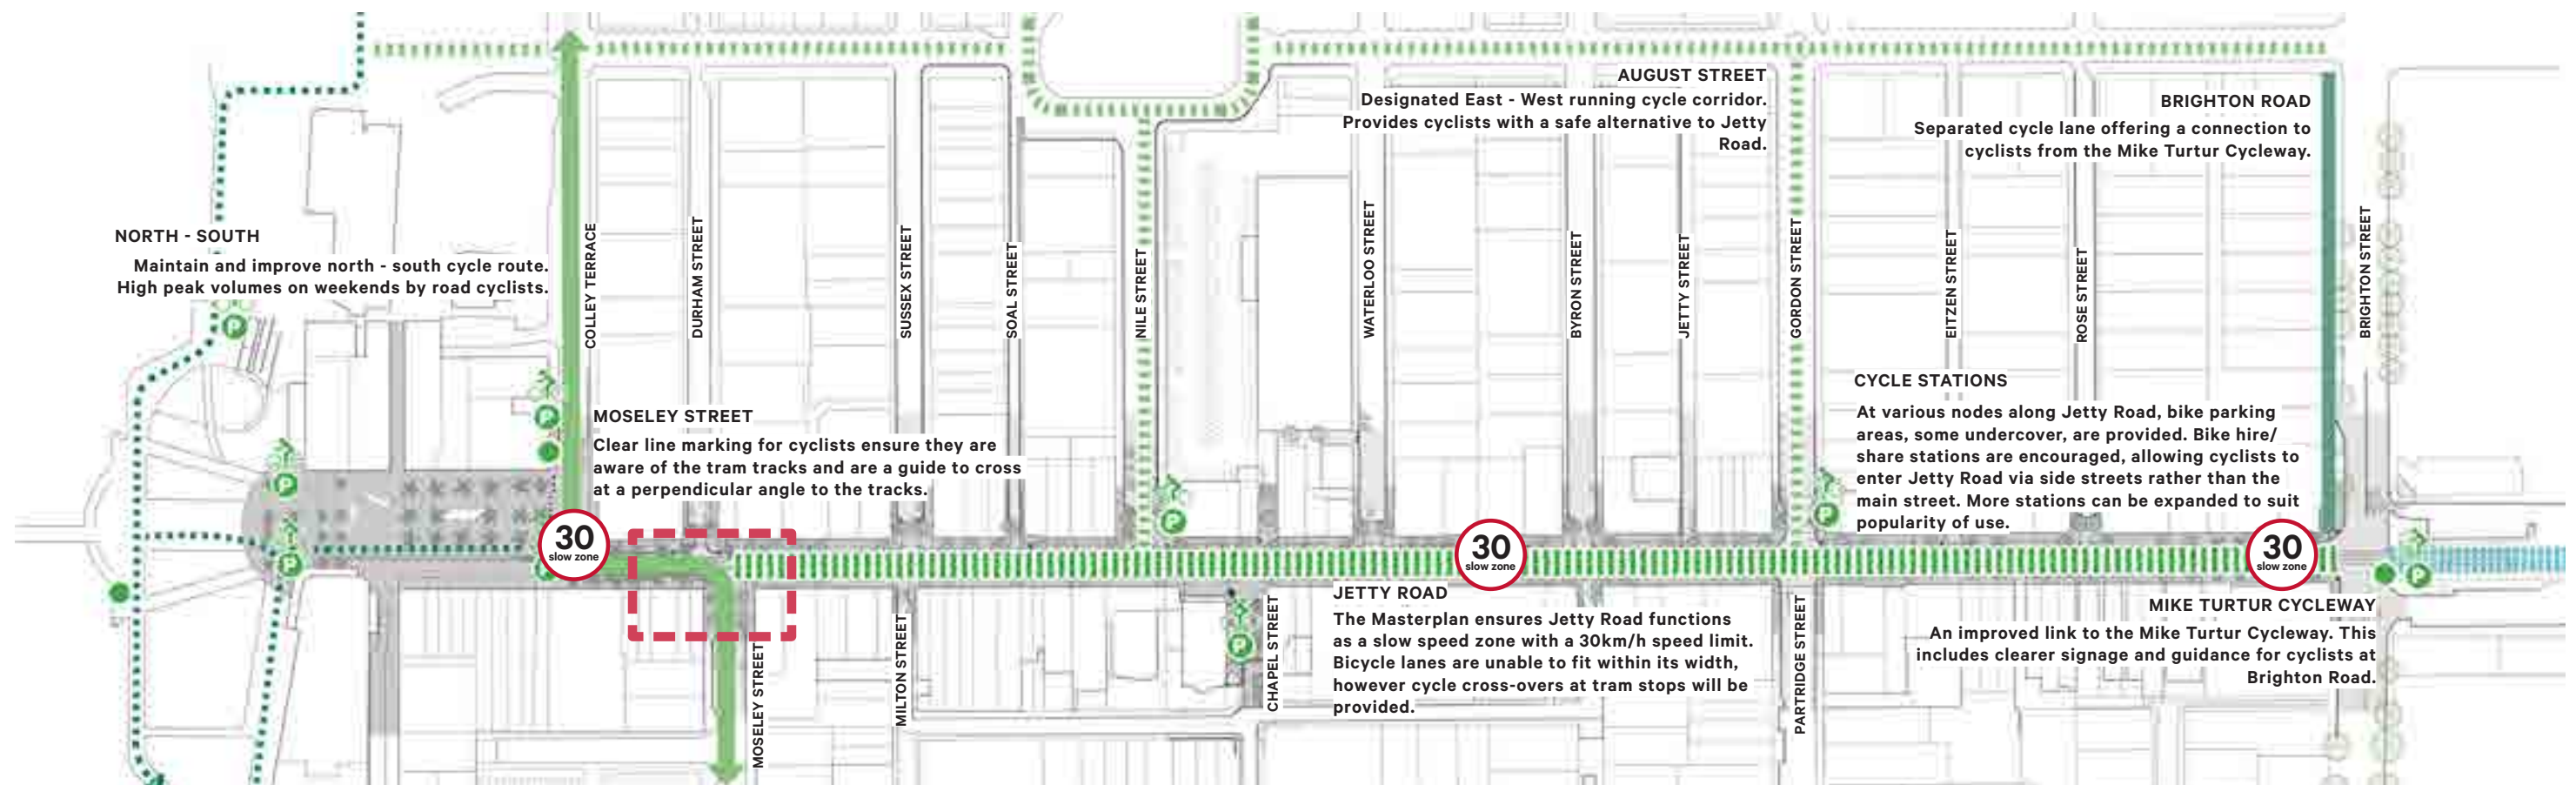 AUGUST STREET
Designated East - West running cycle corridor.
Provides cyclists with a safe alternative to Jetty
Road.
BRIGHTON ROAD
Separated cycle lane offering a connection to
cyclists from the Mike Turtur Cycleway.
NORTH - SOUTH
Maintain and improve north - south cycle route.
High peak volumes on weekends by road cyclists.
COLLEY TERRACE
DURHAM STREET
SUSSEX STREET
SOAL STREET
NILE STREET
WATERLOO STREET
BYRON STREET
JETTY STREET
GORDON STREET
EITZEN STREET
ROSE STREET
BRIGHTON STREET
P
P
P
P
P
P
P
P
MOSELEY STREET
Clear line marking for cyclists ensure they are
aware of the tram tracks and are a guide to cross
at a perpendicular angle to the tracks.
CYCLE STATIONS
At various nodes along Jetty Road, bike parking
areas, some undercover, are provided. Bike hire/
share stations are encouraged, allowing cyclists to
enter Jetty Road via side streets rather than the
main street. More stations can be expanded to suit
popularity of use.
30
slow zone
30
slow zone
30
slow zone
JETTY ROAD
The Masterplan ensures Jetty Road functions
as a slow speed zone with a 30km/h speed limit.
Bicycle lanes are unable to fit within its width,
however cycle cross-overs at tram stops will be
provided.
MIKE TURTUR CYCLEWAY
An improved link to the Mike Turtur Cycleway. This
includes clearer signage and guidance for cyclists at
Brighton Road.
MOSELEY STREET
MILTON STREET
CHAPEL STREET
PARTRIDGE STREET